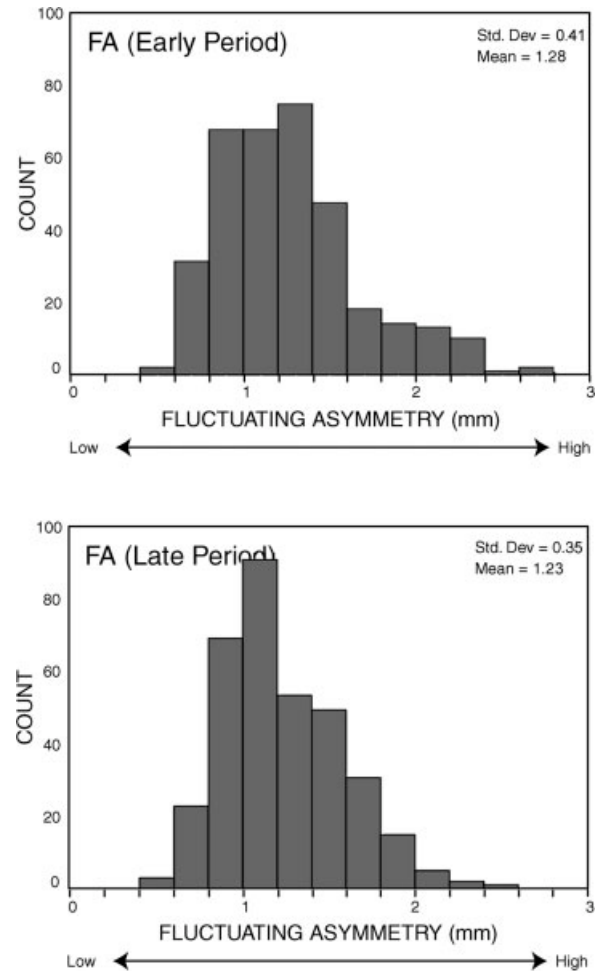 FA (Early Period)
Std. Dev = 0.41
Mean = 1.28
100
80
60
40
20
0
COUNT
0 1 2 3
FLUCTUATING ASYMMETRY (mm)
Low High
FA (Late Period)
Std. Dev = 0.35
Mean = 1.23
100
80
60
40
20
0
COUNT
0 1 2 3
FLUCTUATING ASYMMETRY (mm)
Low High